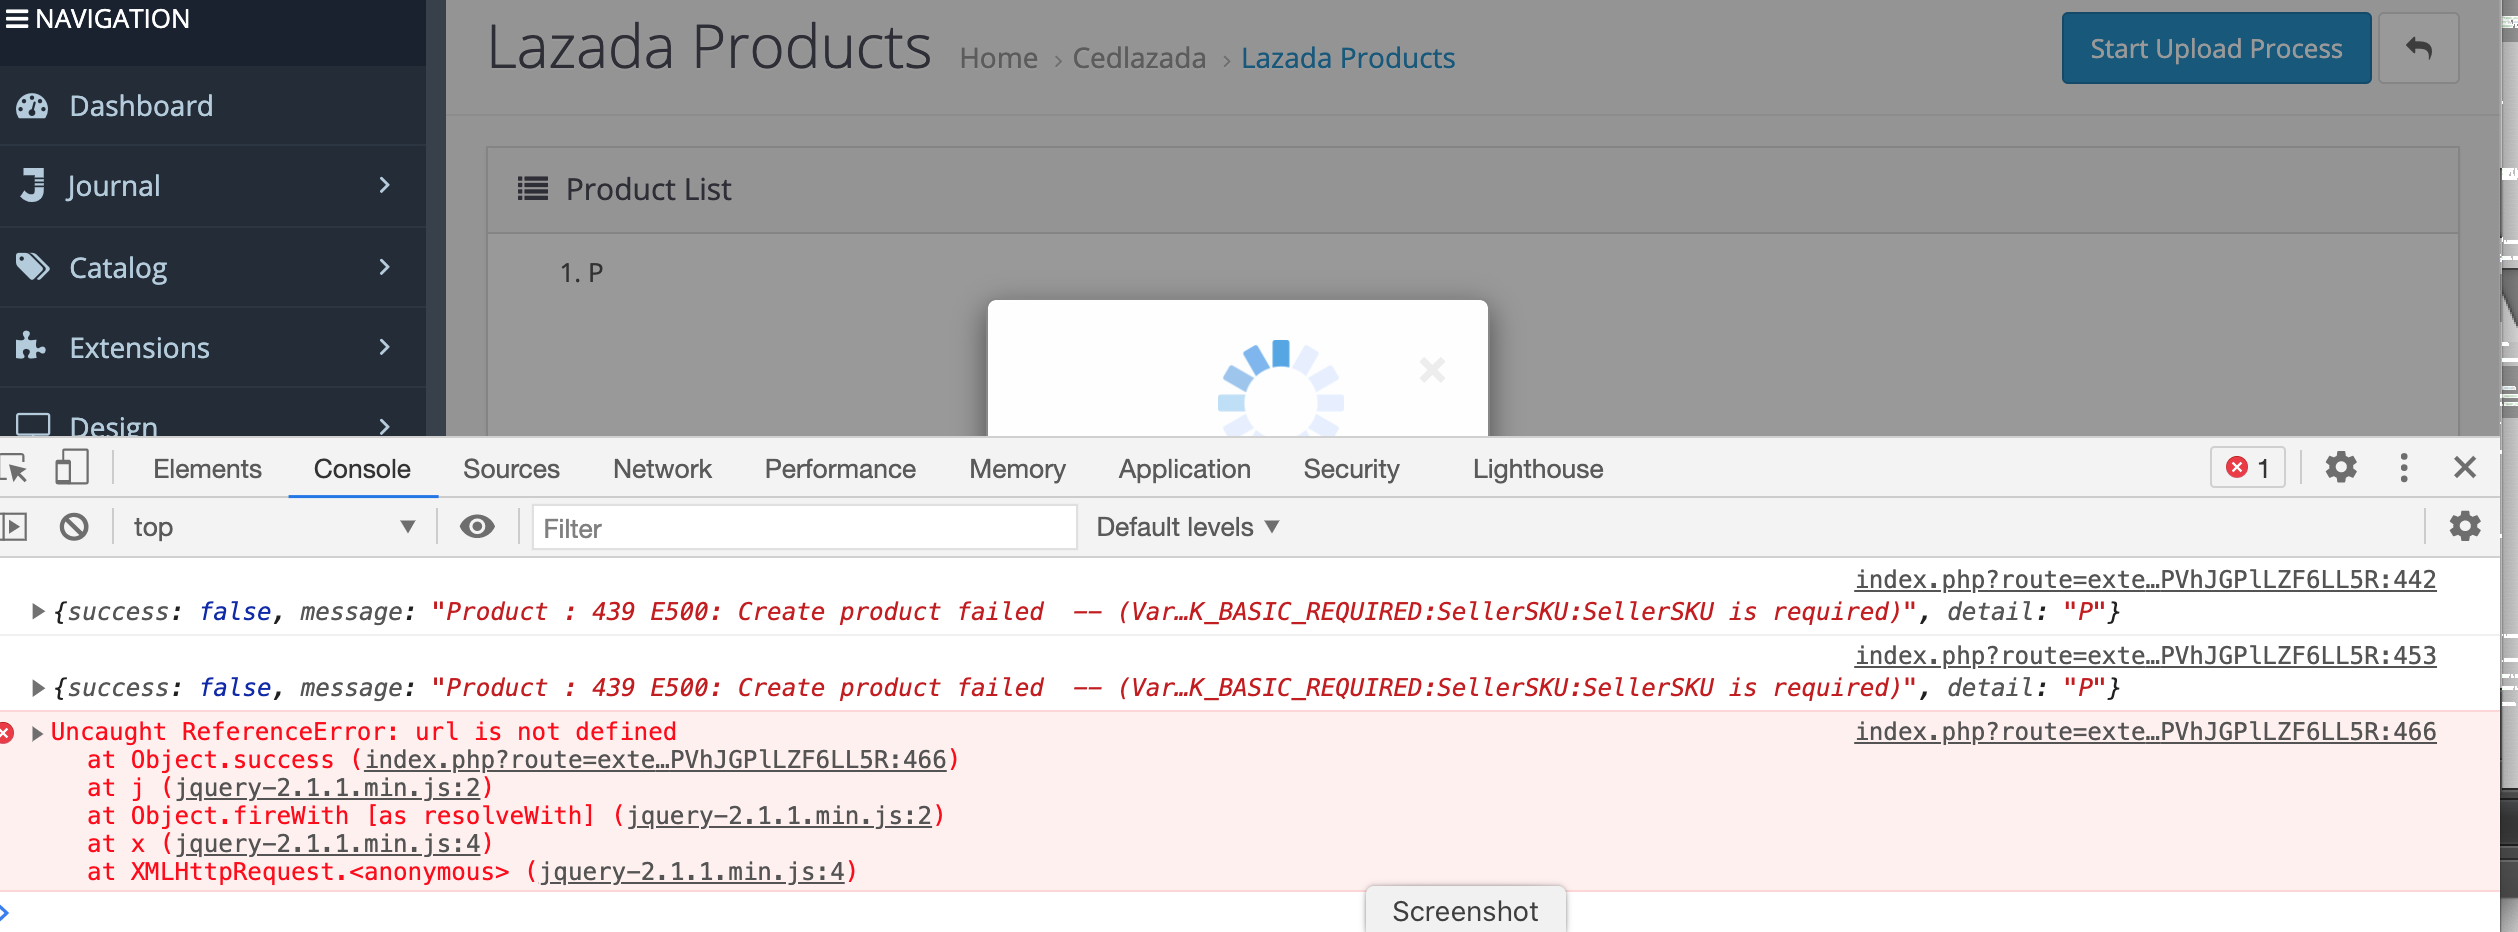 NAVIGATION
Dashboard
Journal
Catalog
Extensions
Design
Lazada Products
Home › Cedlazada › Lazada Products
Start Upload Process
Product List
1. P
Elements Console Sources Network Performance Memory Application Security Lighthouse 1
top Filter Default levels
index.php?route=exte…PVhJGPlLZF6LL5R:442
{success: false, message: "Product : 439 E500: Create product failed  -- (Var…K_BASIC_REQUIRED:SellerSKU:SellerSKU is required)", detail: "P"}
index.php?route=exte…PVhJGPlLZF6LL5R:453
{success: false, message: "Product : 439 E500: Create product failed  -- (Var…K_BASIC_REQUIRED:SellerSKU:SellerSKU is required)", detail: "P"}
Uncaught ReferenceError: url is not defined index.php?route=exte…PVhJGPlLZF6LL5R:466
at Object.success (index.php?route=exte…PVhJGPlLZF6LL5R:466)
at j (jquery-2.1.1.min.js:2)
at Object.fireWith [as resolveWith] (jquery-2.1.1.min.js:2)
at x (jquery-2.1.1.min.js:4)
at XMLHttpRequest.<anonymous> (jquery-2.1.1.min.js:4)
Screenshot